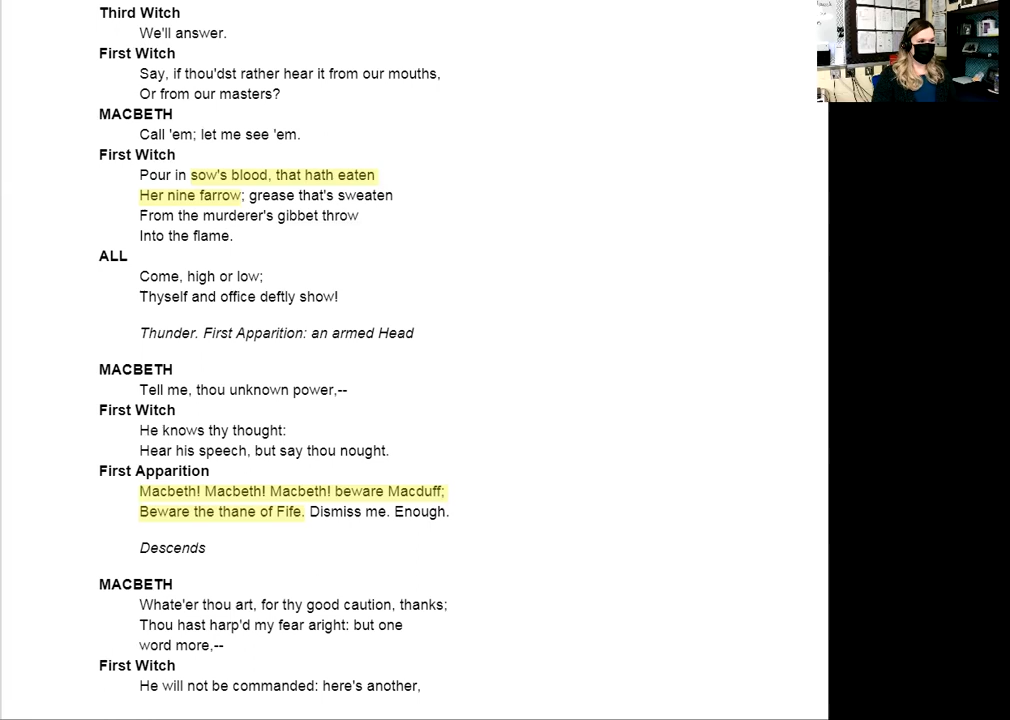 Third Witch
We'll answer.
First Witch
Say, if thou'dst rather hear it from our mouths,
Or from our masters?
MACBETH
Call 'em; let me see 'em.
First Witch
Pour in sow's blood, that hath eaten
Her nine farrow; grease that's sweaten
From the murderer's gibbet throw
Into the flame.
ALL
Come, high or low;
Thyself and office deftly show!
Thunder. First Apparition: an armed Head
MACBETH
Tell me, thou unknown power,--
First Witch
He knows thy thought:
Hear his speech, but say thou nought.
First Apparition
Macbeth! Macbeth! Macbeth! beware Macduff;
Beware the thane of Fife. Dismiss me. Enough.
Descends
MACBETH
Whate'er thou art, for thy good caution, thanks;
Thou hast harp'd my fear aright: but one
word more,--
First Witch
He will not be commanded: here's another,